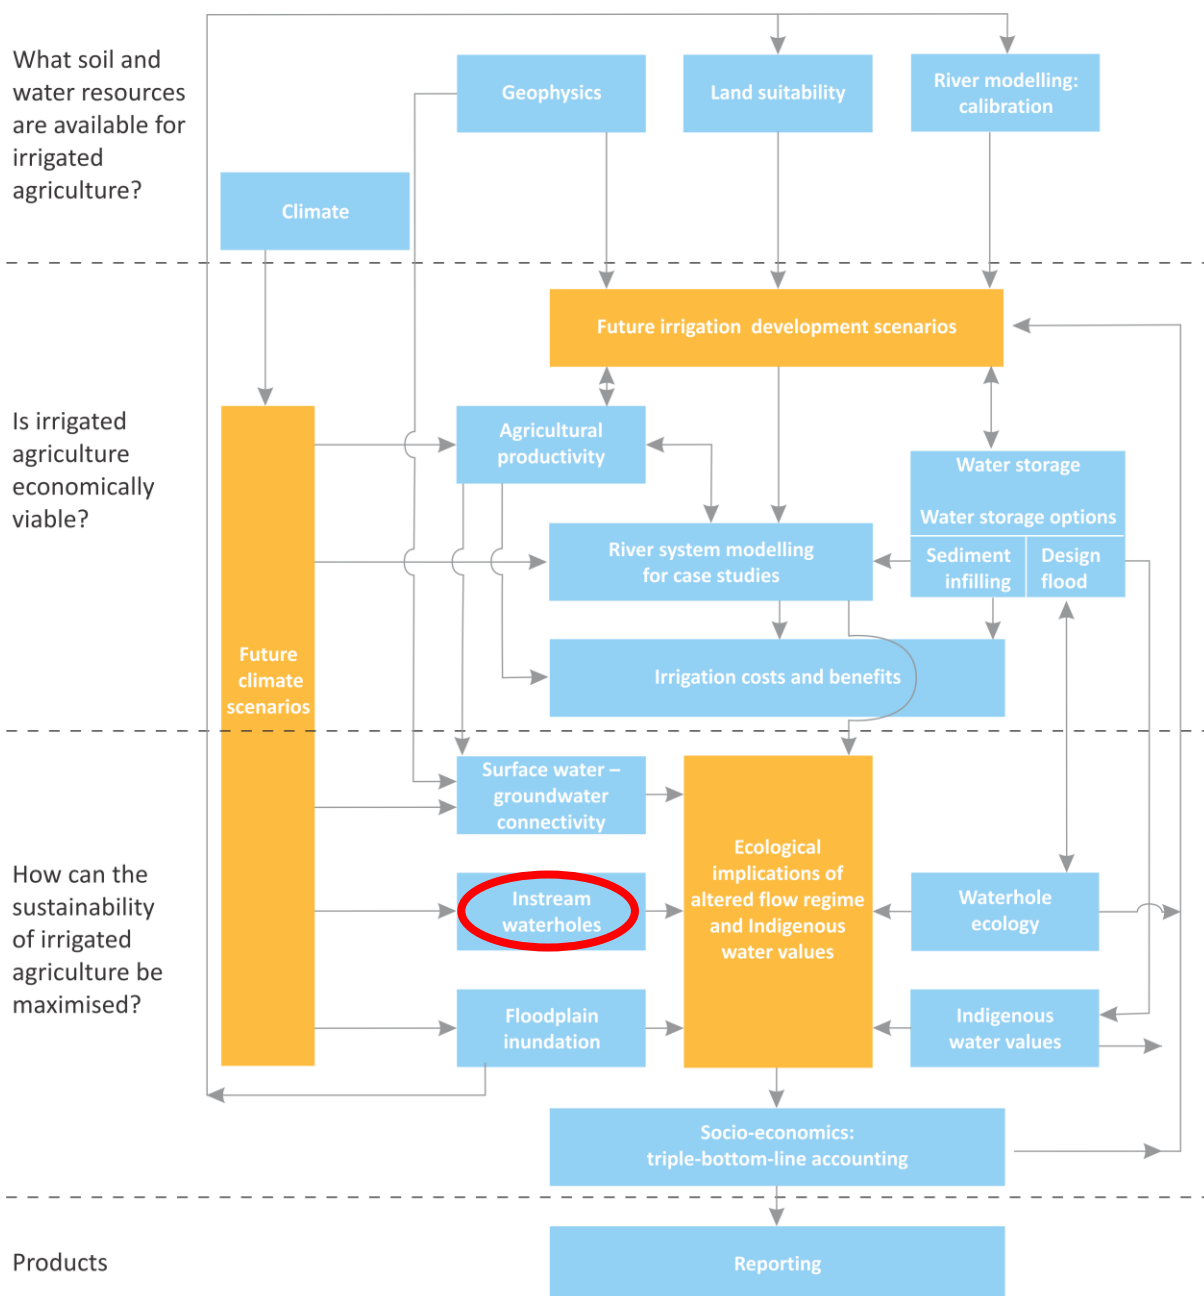 What soil and
water resources
are available for
irrigated
agriculture?
Geophysics
Land suitability
River modelling:
calibration
Climate
Future irrigation development scenarios
Is irrigated
agriculture
economically
viable?
Agricultural
productivity
Water storage
Water storage options
Sediment
infilling
Design
flood
River system modelling
for case studies
Irrigation costs and benefits
Future
climate
scenarios
How can the
sustainability
of irrigated
agriculture be
maximised?
Surface water –
groundwater
connectivity
Instream
waterholes
Floodplain
inundation
Ecological
implications of
altered flow regime
and Indigenous
water values
Waterhole
ecology
Indigenous
water values
Socio-economics:
triple-bottom-line accounting
Products
Reporting